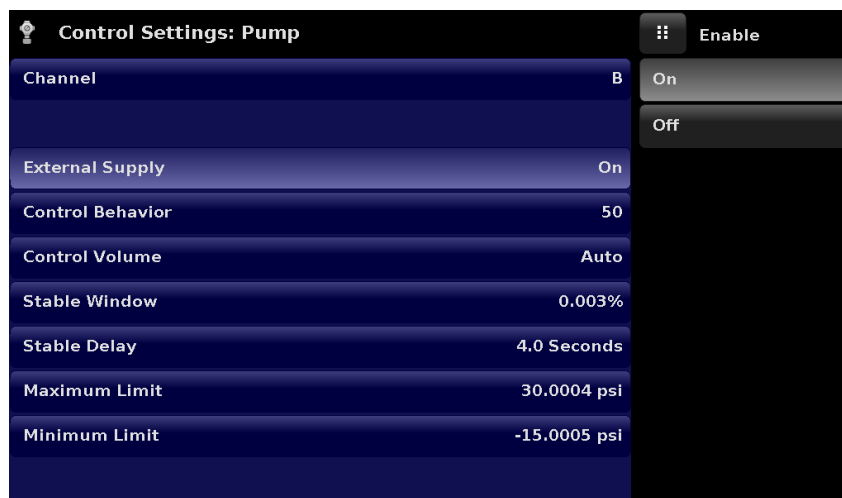 Control Settings: Pump
Enable
Channel B
On
Off
External Supply On
Control Behavior 50
Control Volume Auto
Stable Window 0.003%
Stable Delay 4.0 Seconds
Maximum Limit 30.0004 psi
Minimum Limit -15.0005 psi